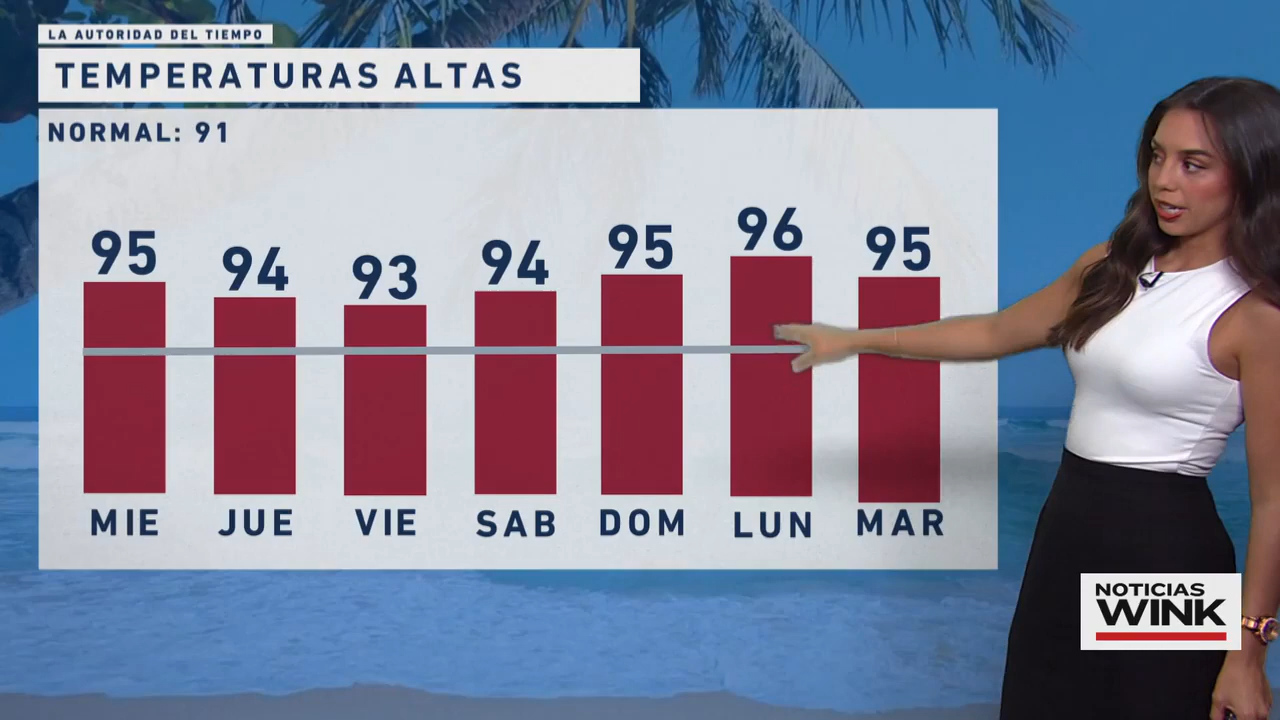 LA AUTORIDAD DEL TIEMPO
TEMPERATURAS ALTAS
NORMAL: 91
95 94 93 94 95 96 95
MIE JUE VIE SAB DOM LUN MAR
NOTICIAS
WINK